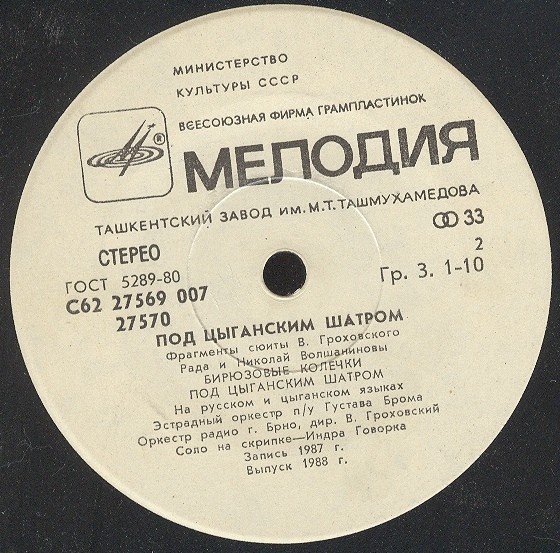 МИНИСТЕРСТВО
КУЛЬТУРЫ СССР
ВСЕСОЮЗНАЯ ФИРМА ГРАМПЛАСТИНОК
®
МЕЛОДИЯ
ТАШКЕНТСКИЙ ЗАВОД ИМ. М.Т. ТАШМУХАМЕДОВА
СТЕРЕО
33
ГОСТ 5289-80
2
С62 27569 007
Гр. 3. 1-10
27570
ПОД ЦЫГАНСКИМ ШАТРОМ
Фрагменты сюиты В. Гроховского
Рада и Николай Волшаниновы
БИРЮЗОВЫЕ КОЛЕЧКИ
ПОД ЦЫГАНСКИМ ШАТРОМ
На русском и цыганском языках
Эстрадный оркестр п/у Густава Брома
Оркестр радио г. Брно, дир. В. Гроховский
Соло на скрипке—Индра Говорка
Запись 1987 г.
Выпуск 1988 г.